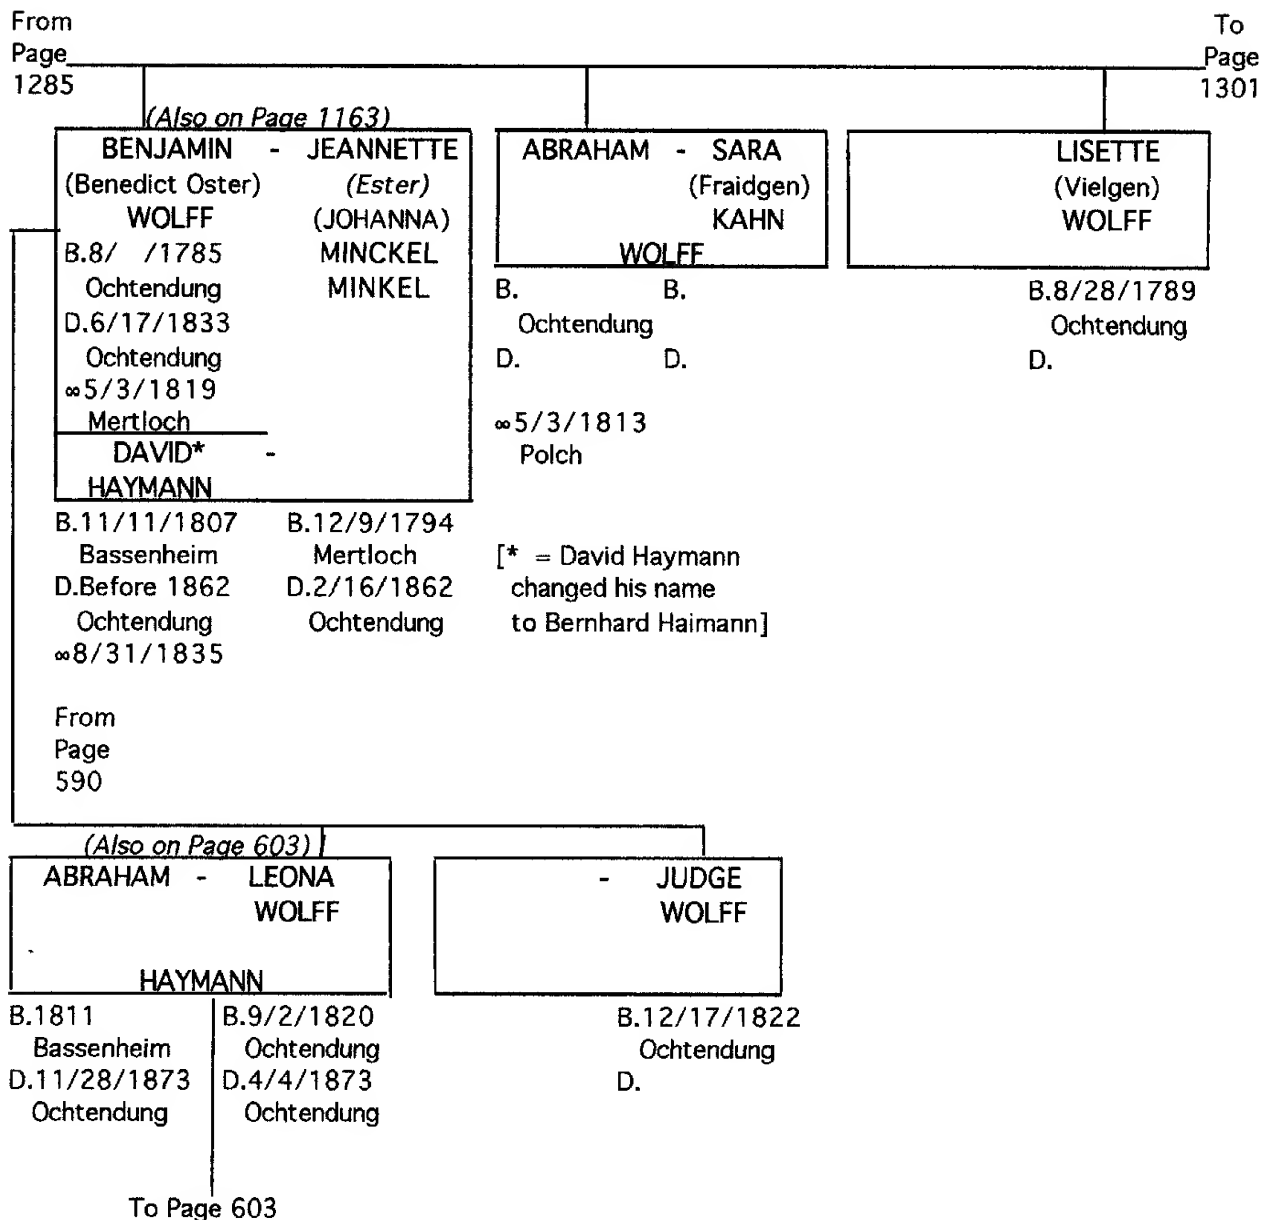 From
Page
1285
To
Page
1301
(Also on Page 1163)
BENJAMIN - JEANNETTE
(Benedict Oster) (Ester)
WOLFF (JOHANNA)
B.8/ /1785 MINCKEL
Ochtendung MINKEL
D.6/17/1833
Ochtendung
∞5/3/1819
Mertloch
DAVID* -
HAYMANN
B.11/11/1807 B.12/9/1794
Bassenheim Mertloch
D.Before 1862 D.2/16/1862
Ochtendung Ochtendung
∞8/31/1835
From
Page
590
ABRAHAM - SARA
(Fraidgen)
KAHN
WOLFF
B. B.
Ochtendung
D. D.
∞5/3/1813
Polch
[* = David Haymann
changed his name
to Bernhard Haimann]
LISETTE
(Vielgen)
WOLFF
B.8/28/1789
Ochtendung
D.
(Also on Page 603)
ABRAHAM - LEONA
WOLFF
HAYMANN
B.1811 B.9/2/1820
Bassenheim Ochtendung
D.11/28/1873 D.4/4/1873
Ochtendung Ochtendung
To Page 603
- JUDGE
WOLFF
B.12/17/1822
Ochtendung
D.